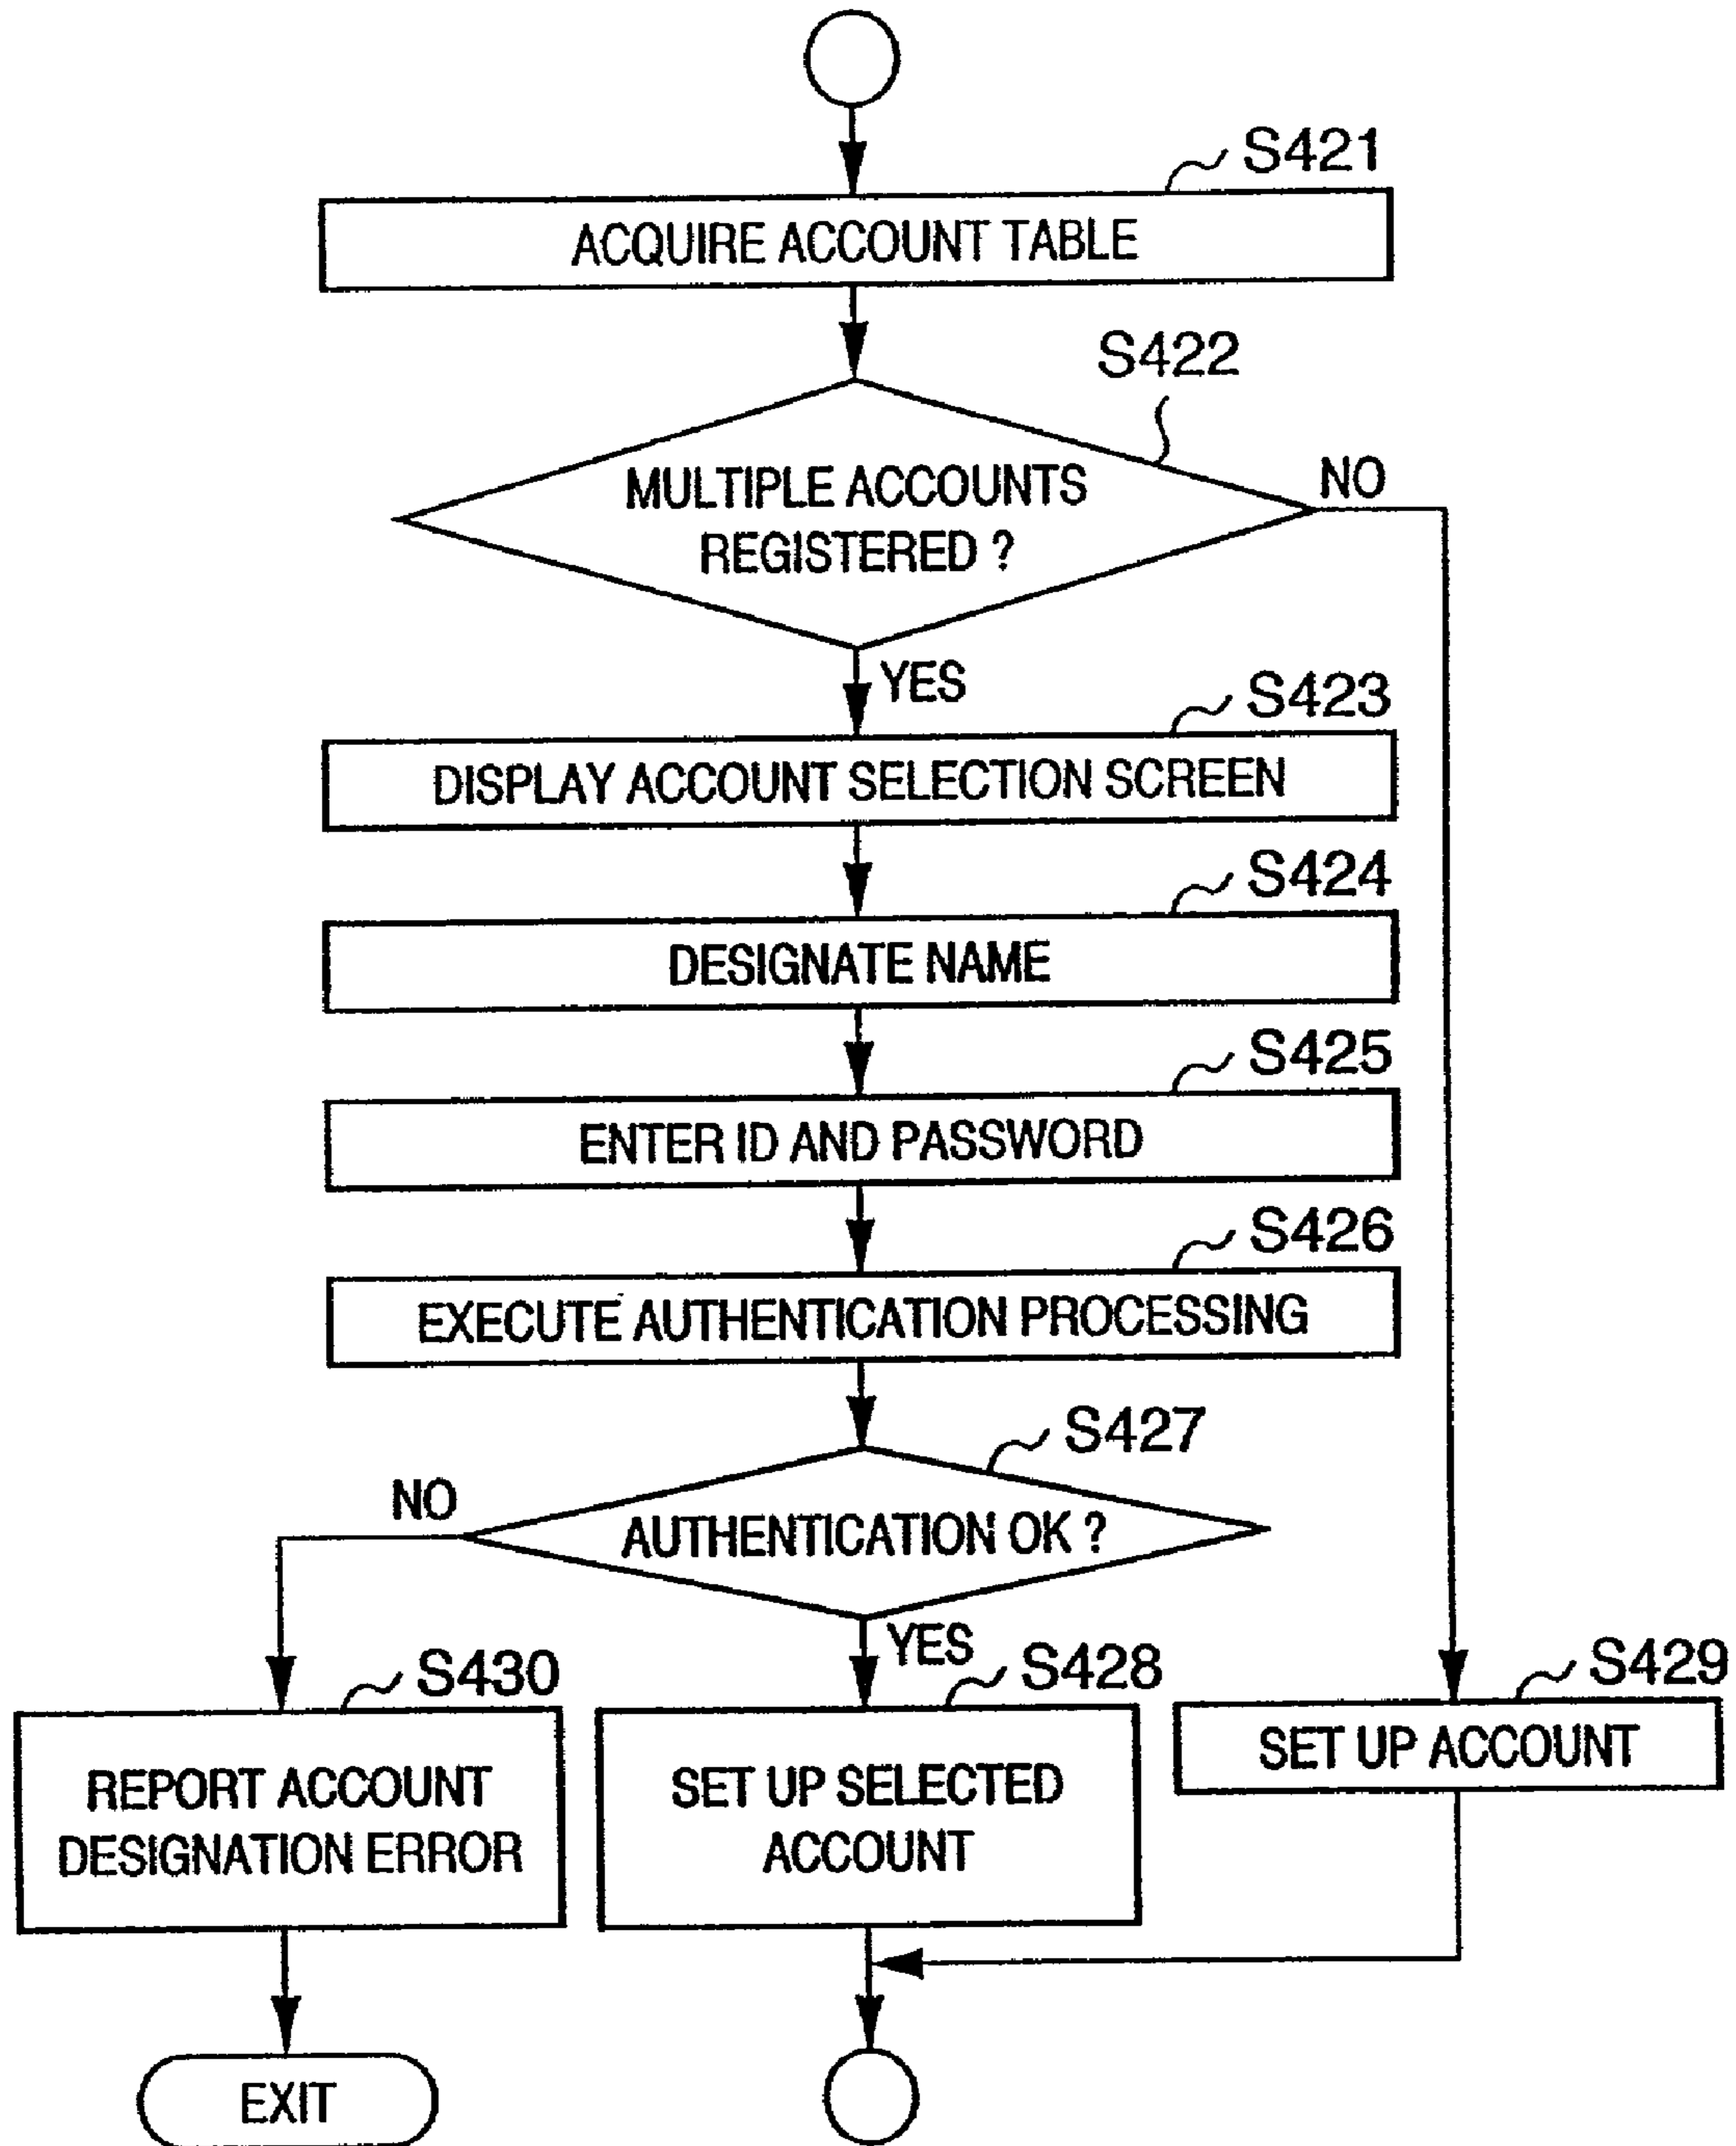 S421
ACQUIRE ACCOUNT TABLE
S422
MULTIPLE ACCOUNTS
REGISTERED ?
NO
YES
S423
DISPLAY ACCOUNT SELECTION SCREEN
S424
DESIGNATE NAME
S425
ENTER ID AND PASSWORD
S426
EXECUTE AUTHENTICATION PROCESSING
S427
AUTHENTICATION OK ?
NO
YES
S430
REPORT ACCOUNT
DESIGNATION ERROR
S428
SET UP SELECTED
ACCOUNT
S429
SET UP ACCOUNT
EXIT